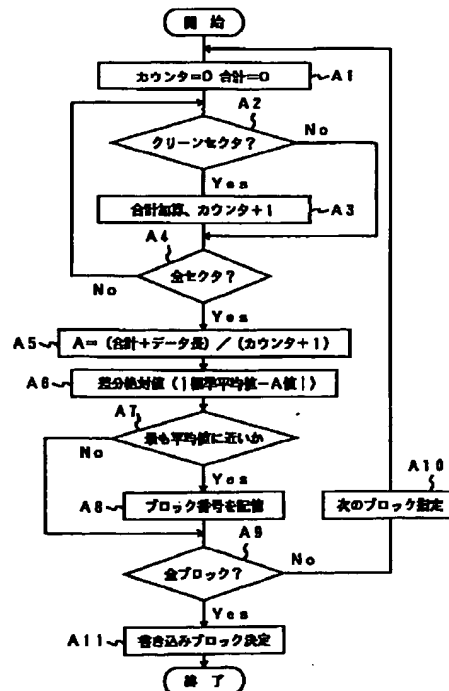 開始
カウンタ=0 合計=0
A1
A2
クリーンセクタ?
No
Yes
合計加算、カウンタ+1
A3
A4
全セクタ?
No
Yes
A5
A=(合計+データ長)/(カウンタ+1)
A6
差分絶対値(|標準平均値-A値|)
A7
最も平均値に近いか
No
Yes
A10
A8
ブロック番号を記憶
次のブロック指定
A9
全ブロック?
No
Yes
A11
書き込みブロック決定
終了